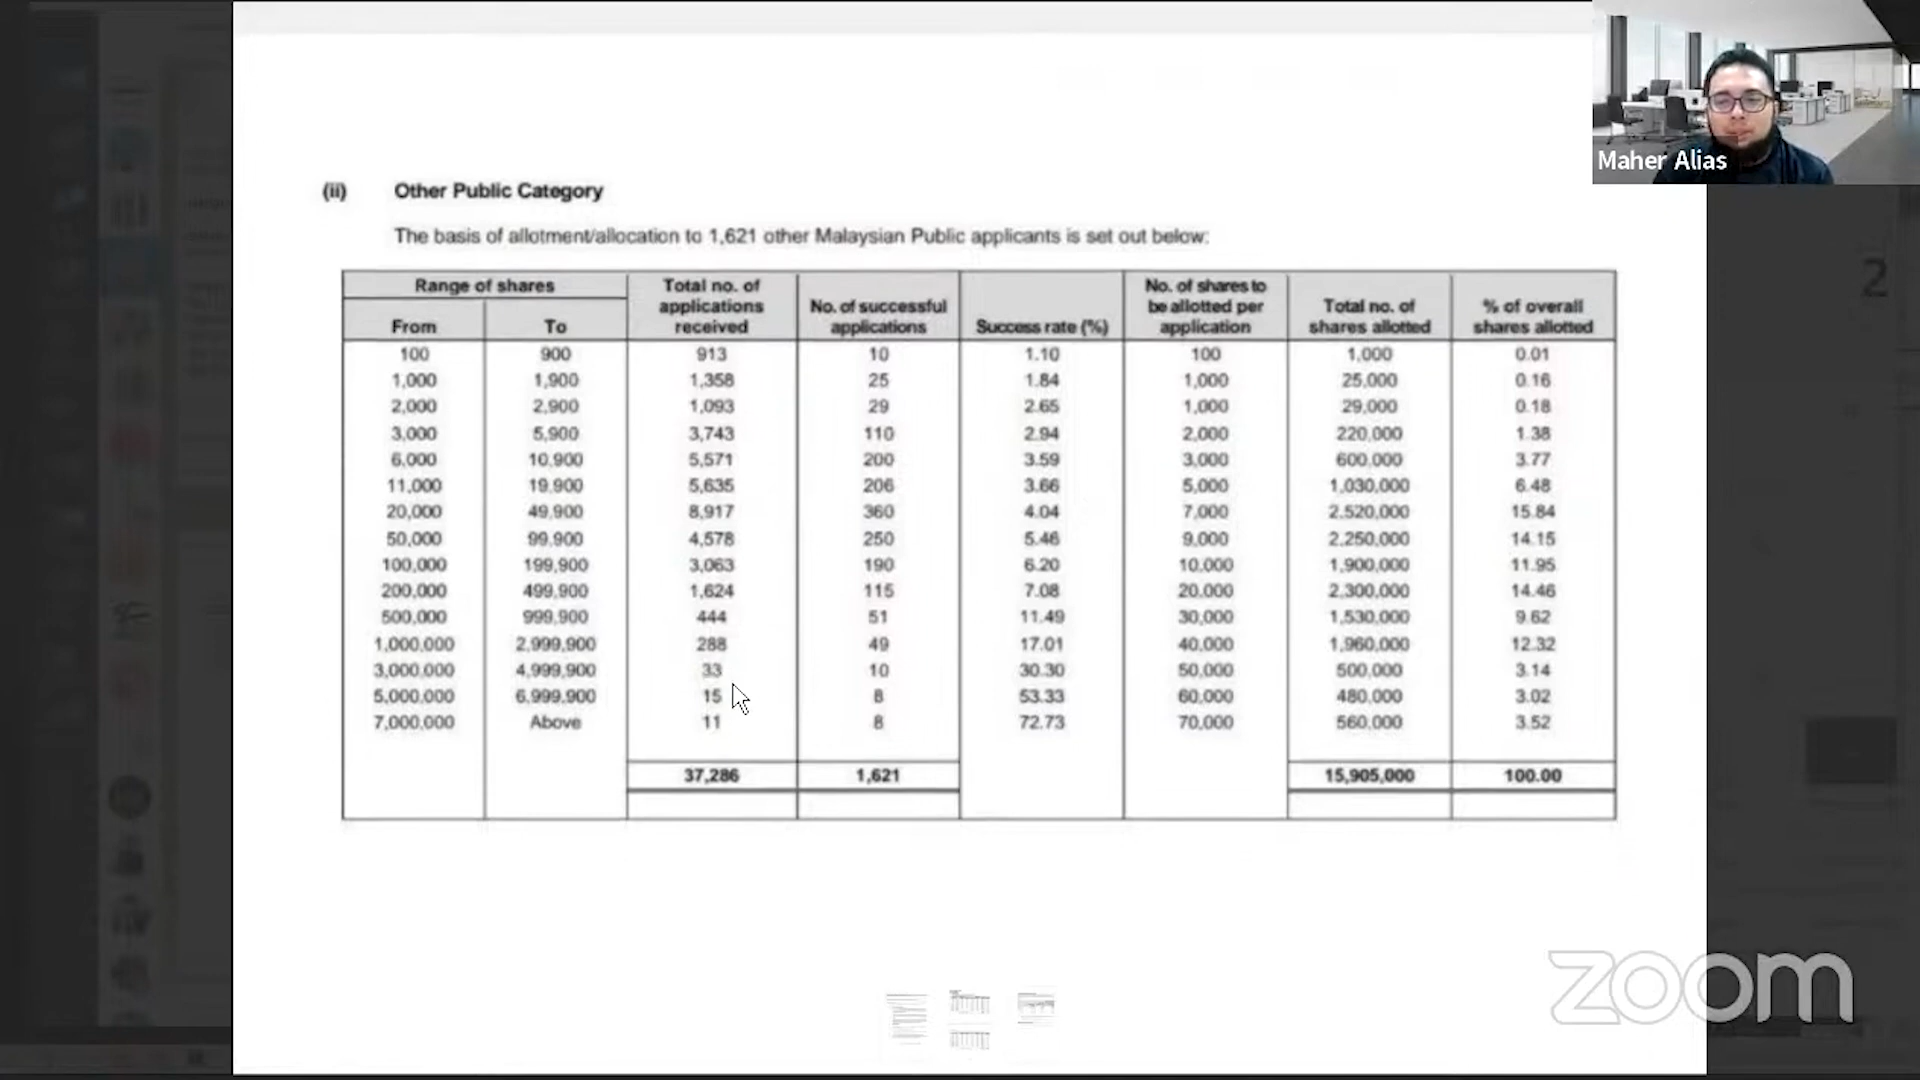 Maher Alias
(ii) Other Public Category
The basis of allotment/allocation to 1,621 other Malaysian Public applicants is set out below:
Range of shares
From To
Total no. of applications received
No. of successful applications
Success rate (%)
No. of shares to be allotted per application
Total no. of shares allotted
% of overall shares allotted
100 900 913 10 1.10 100 1,000 0.01
1,000 1,900 1,358 25 1.84 1,000 25,000 0.16
2,000 2,900 1,093 29 2.65 1,000 29,000 0.18
3,000 5,900 3,743 110 2.94 2,000 220,000 1.38
6,000 10,900 5,571 200 3.59 3,000 600,000 3.77
11,000 19,900 5,635 206 3.66 5,000 1,030,000 6.48
20,000 49,900 8,917 360 4.04 7,000 2,520,000 15.84
50,000 99,900 4,578 250 5.46 9,000 2,250,000 14.15
100,000 199,900 3,063 190 6.20 10,000 1,900,000 11.95
200,000 499,900 1,624 115 7.08 20,000 2,300,000 14.46
500,000 999,900 444 51 11.49 30,000 1,530,000 9.62
1,000,000 2,999,900 288 49 17.01 40,000 1,960,000 12.32
3,000,000 4,999,900 33 10 30.30 50,000 500,000 3.14
5,000,000 6,999,900 15 8 53.33 60,000 480,000 3.02
7,000,000 Above 11 8 72.73 70,000 560,000 3.52
37,286 1,621 15,905,000 100.00
2
zoom